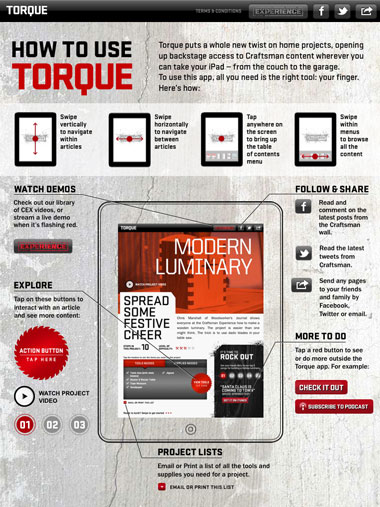 TORQUE
TERMS & CONDITIONS
EXPERIENCE
HOW TO USE
TORQUE
Torque puts a whole new twist on home projects, opening
up backstage access to Craftsman content wherever you
can take your iPad — from the couch to the garage.
To use this app, all you need is the right tool: your finger.
Here's how:
Swipe
vertically
to navigate
within
articles
Swipe
horizontally
to navigate
between
articles
Tap
anywhere on
the screen
to bring up
the table
of contents
menu
Swipe
within
menus
to browse
all the
content
WATCH DEMOS
Check out our library
of CEX videos, or
stream a live demo
when it's flashing red.
EXPERIENCE
EXPLORE
Tap on these buttons to
interact with an article
and see more content:
ACTION BUTTON
TAP HERE
WATCH PROJECT
VIDEO
01
02
03
TORQUE
MODERN
LUMINARY
WATCH PROJECT VIDEO
SPREAD
SOME
FESTIVE
CHEER
ROCK OUT
FOLLOW & SHARE
Read and
comment on the
latest posts from
the Craftsman
wall.
Read the latest
tweets from
Craftsman.
Send any pages
to your friends
and family by
Facebook,
Twitter or email.
MORE TO DO
Tap a red button to see
or do more outside the
Torque app. For example:
CHECK IT OUT
SUBSCRIBE TO PODCAST
PROJECT LISTS
Email or Print a list of all the tools and
supplies you need for a project.
EMAIL OR PRINT THIS LIST